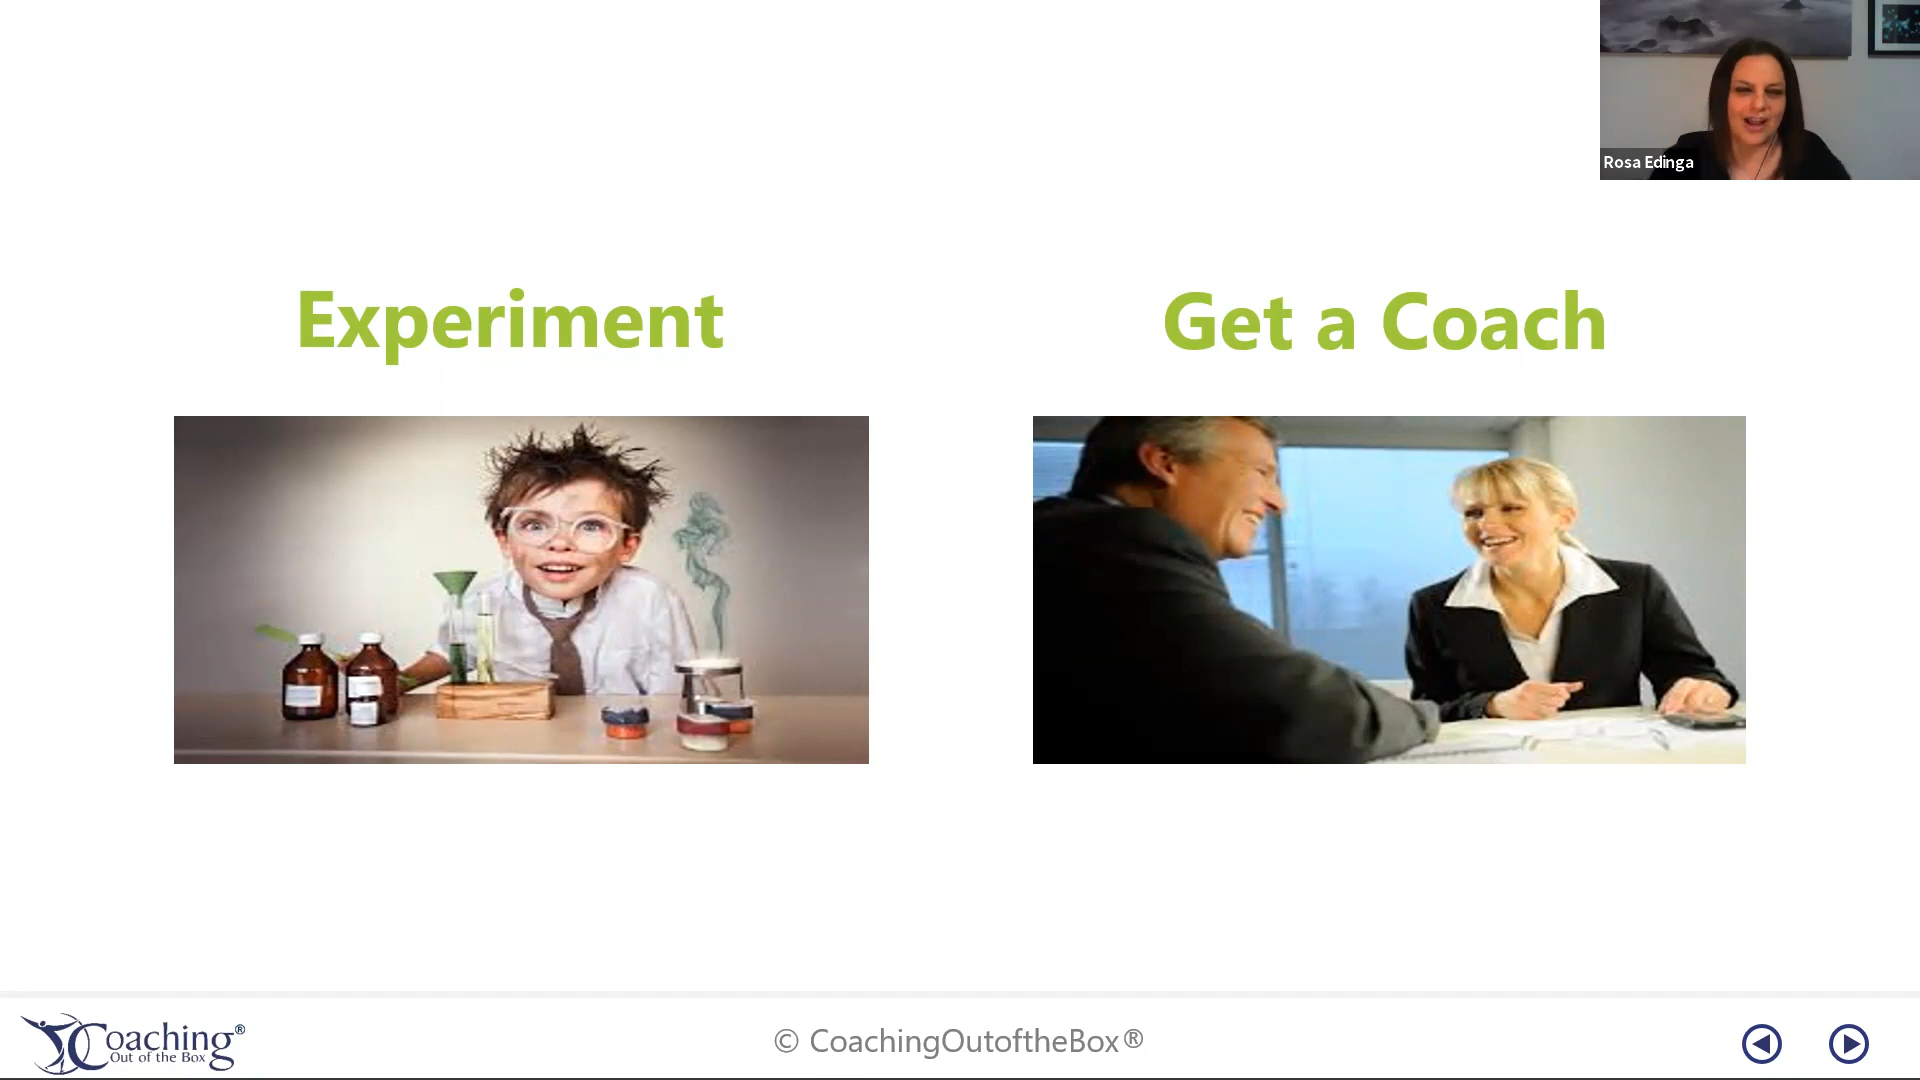 Rosa Edinga
Experiment
Get a Coach
Coaching®
Out of the Box
© CoachingOutoftheBox®